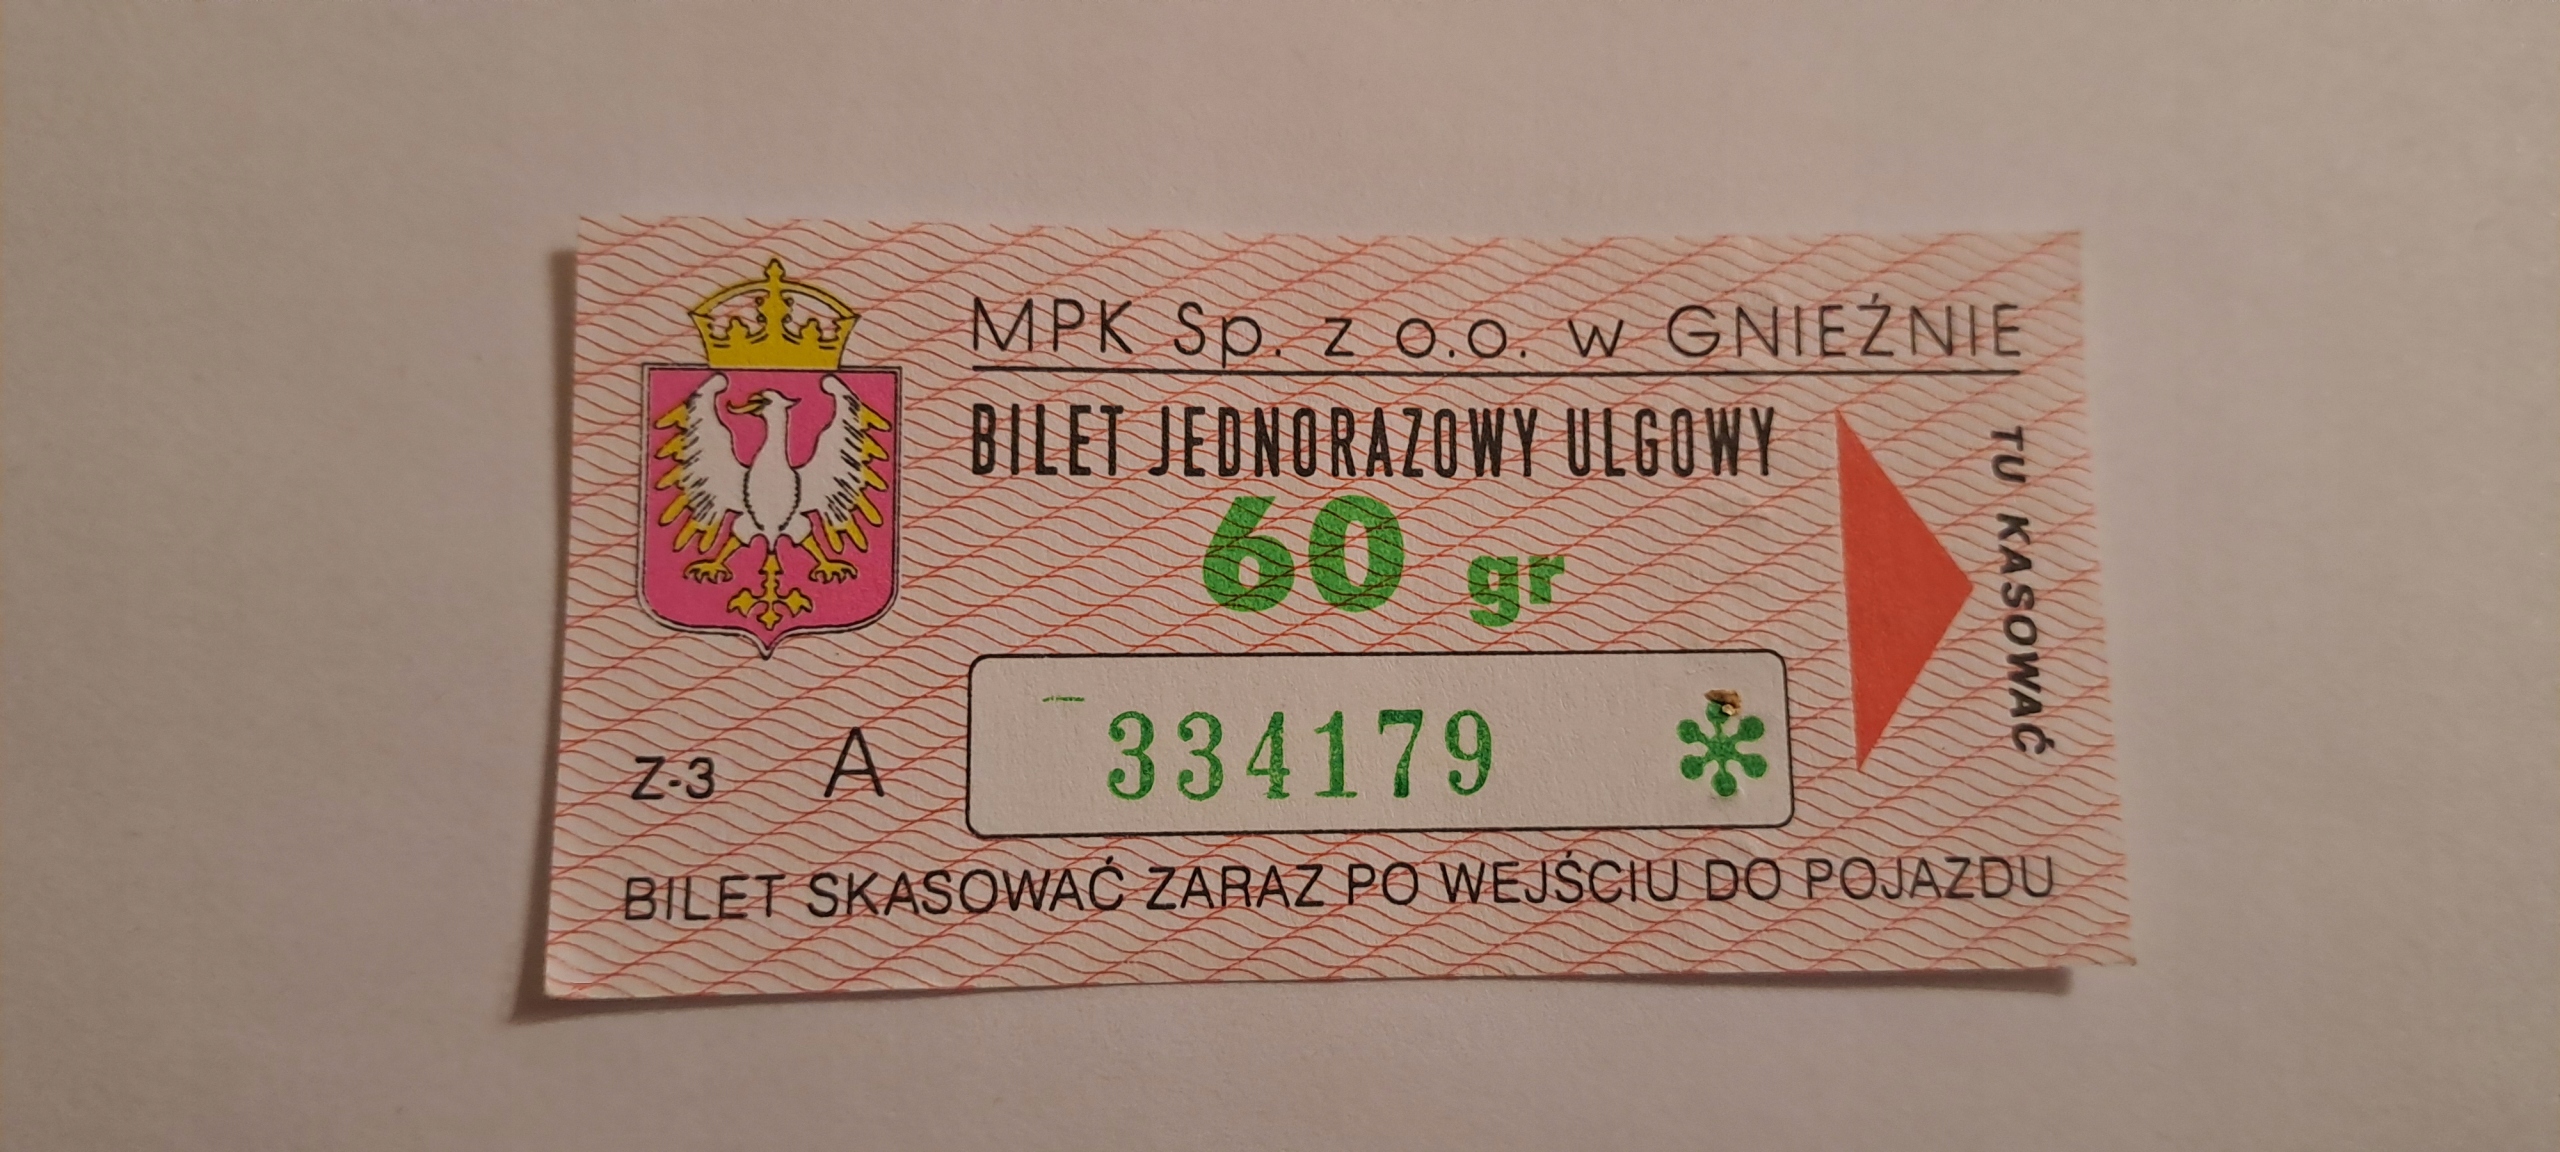 MPK Sp. z o.o. w GNIEŹNIE
BILET JEDNORAZOWY ULGOWY
60 gr
TU KASOWAĆ
Z-3 A 334179
BILET SKASOWAĆ ZARAZ PO WEJŚCIU DO POJAZDU